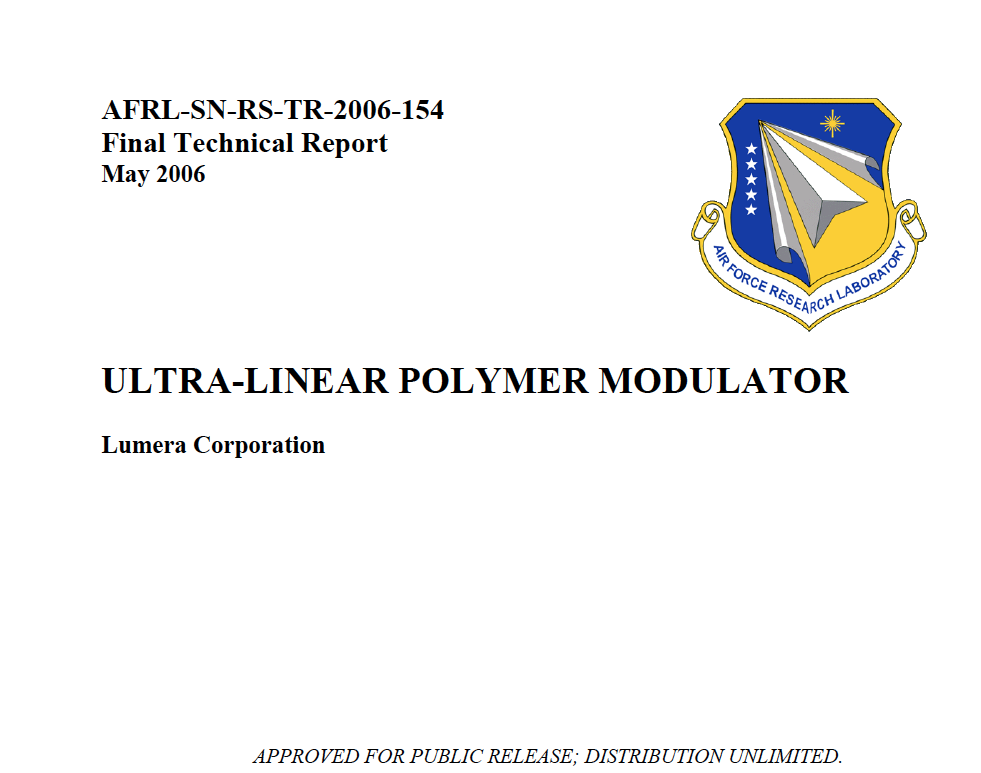 AFRL-SN-RS-TR-2006-154
Final Technical Report
May 2006
AIR FORCE RESEARCH LABORATORY
ULTRA-LINEAR POLYMER MODULATOR
Lumera Corporation
APPROVED FOR PUBLIC RELEASE; DISTRIBUTION UNLIMITED.